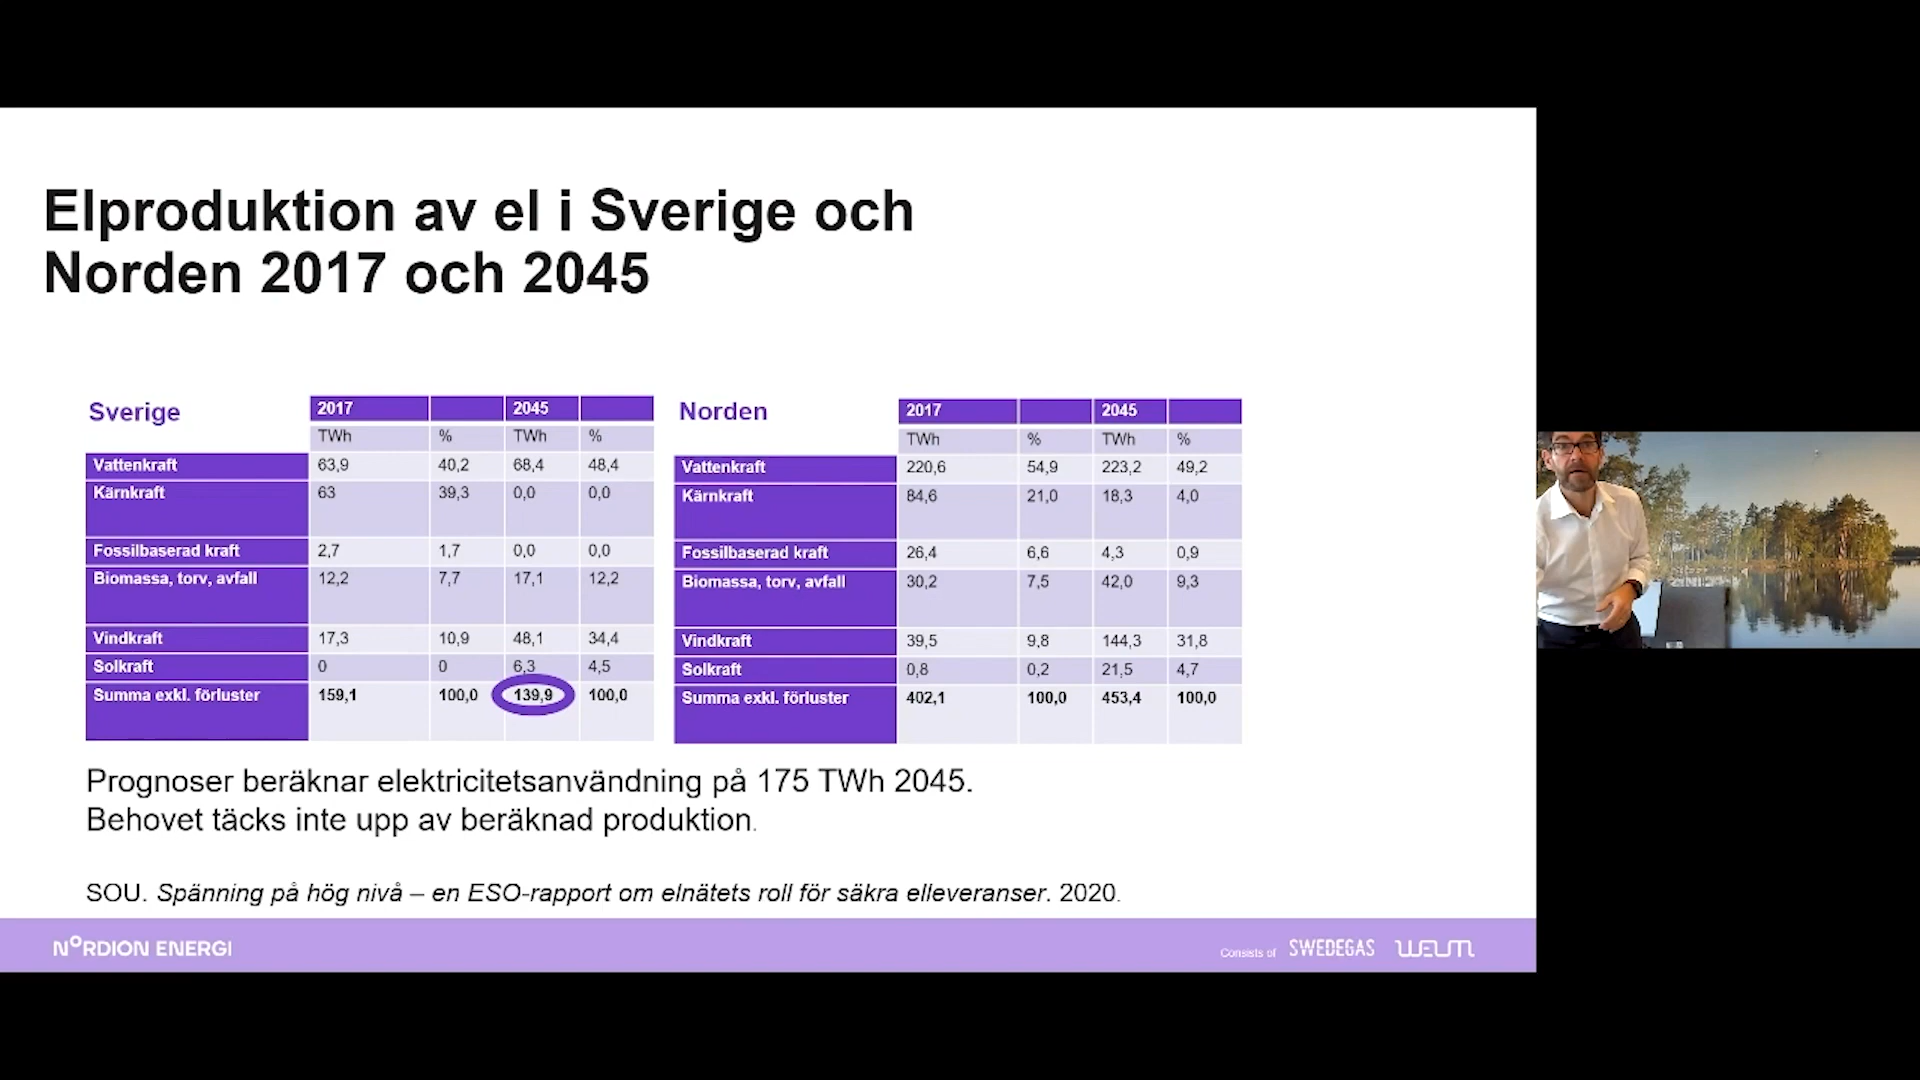 Elproduktion av el i Sverige och
Norden 2017 och 2045
Sverige 2017 2045
TWh % TWh %
Vattenkraft 63,9 40,2 68,4 48,4
Kärnkraft 63 39,3 0,0 0,0
Fossilbaserad kraft 2,7 1,7 0,0 0,0
Biomassa, torv, avfall 12,2 7,7 17,1 12,2
Vindkraft 17,3 10,9 48,1 34,4
Solkraft 0 0 6,3 4,5
Summa exkl. förluster 159,1 100,0 139,9 100,0
Norden 2017 2045
TWh % TWh %
Vattenkraft 220,6 54,9 223,2 49,2
Kärnkraft 84,6 21,0 18,3 4,0
Fossilbaserad kraft 26,4 6,6 4,3 0,9
Biomassa, torv, avfall 30,2 7,5 42,0 9,3
Vindkraft 39,5 9,8 144,3 31,8
Solkraft 0,8 0,2 21,5 4,7
Summa exkl. förluster 402,1 100,0 453,4 100,0
Prognoser beräknar elektricitetsanvändning på 175 TWh 2045.
Behovet täcks inte upp av beräknad produktion.
SOU. Spänning på hög nivå – en ESO-rapport om elnätets roll för säkra elleveranser. 2020.
NORDION ENERGI
Consists of SWEDEGAS WEUM